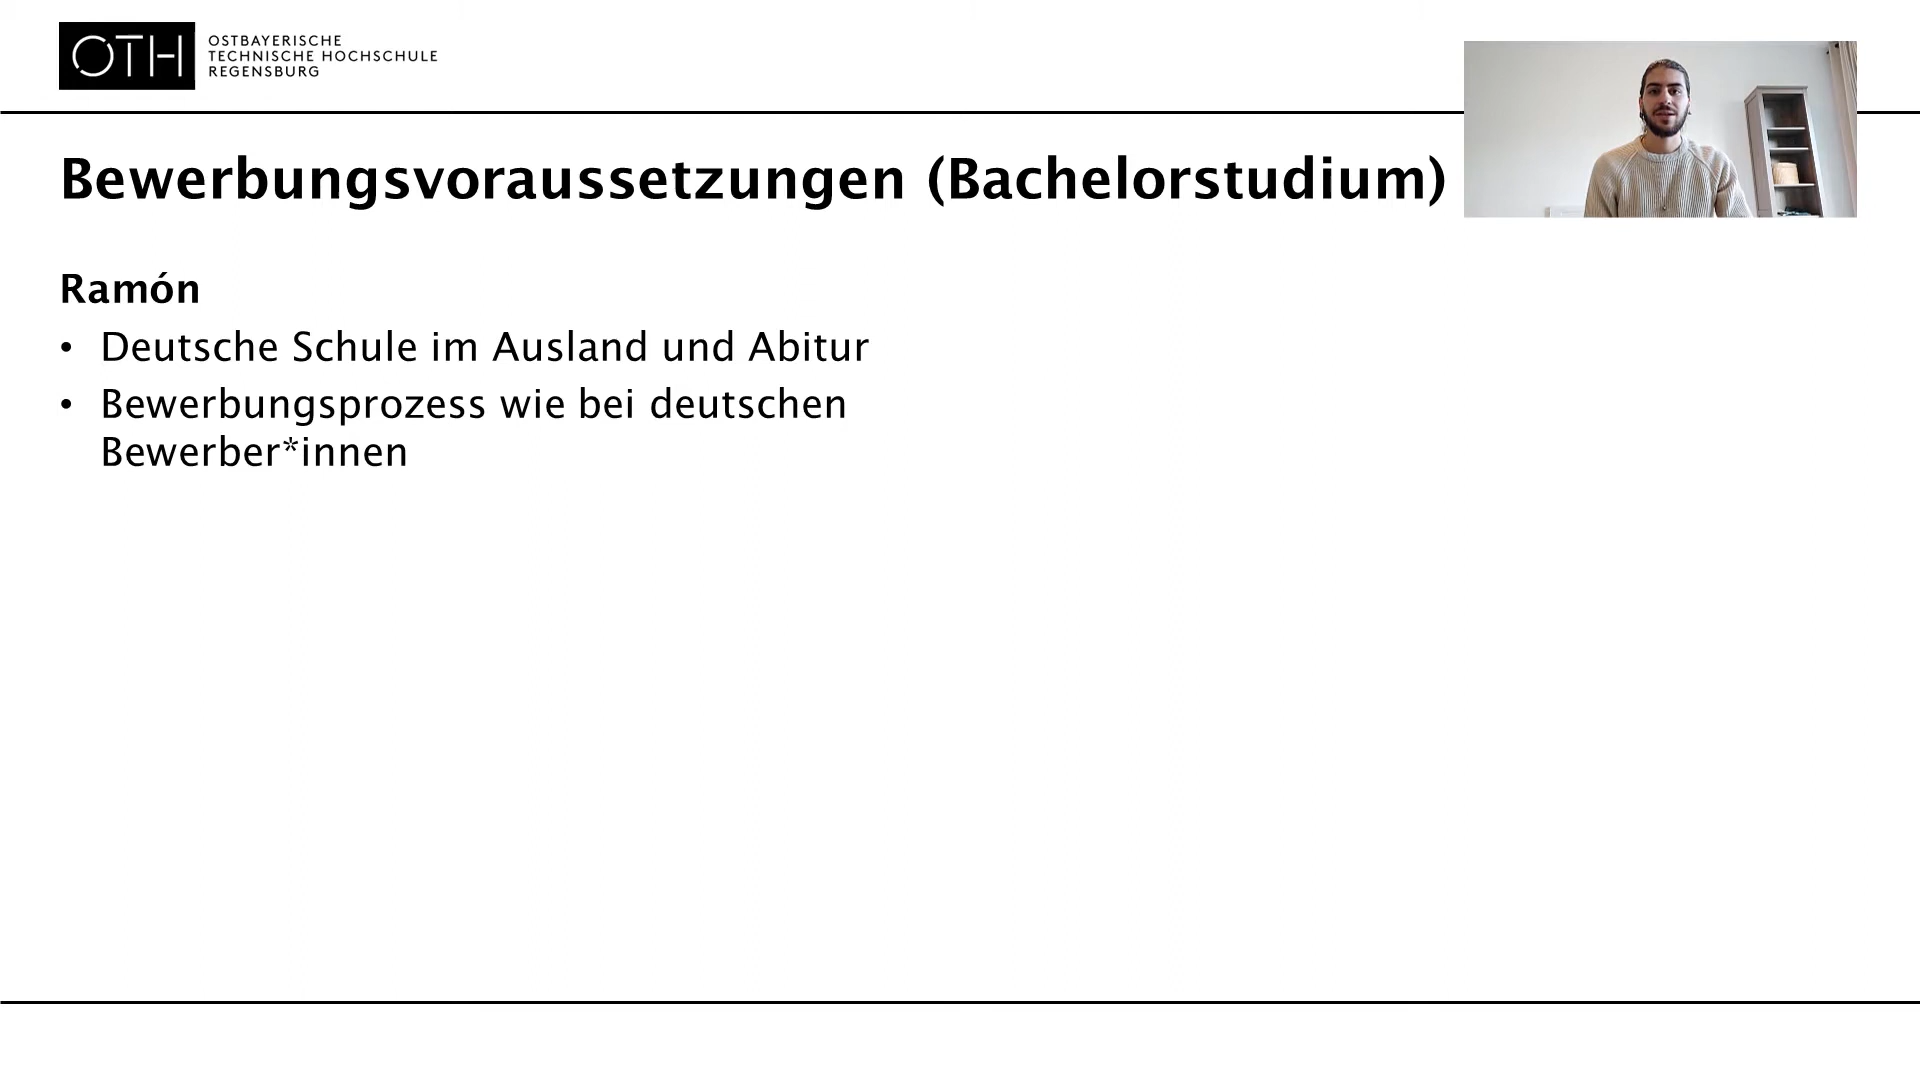 OTH
OSTBAYERISCHE
TECHNISCHE HOCHSCHULE
REGENSBURG
Bewerbungsvoraussetzungen (Bachelorstudium)
Ramón
• Deutsche Schule im Ausland und Abitur
• Bewerbungsprozess wie bei deutschen
Bewerber*innen